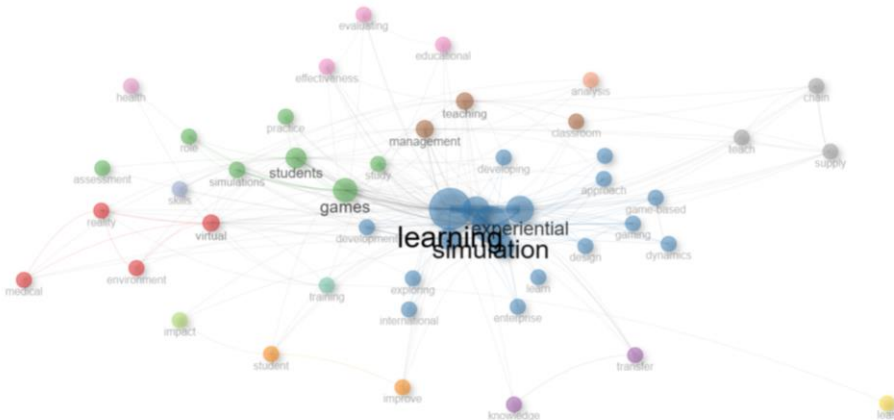 evaluating
educational
effectiveness
health
analysis
chain
teaching
practice
classroom
management
role
teach
supply
students
study
developing
assessment
simulations
skills
approach
games
game-based
reality
virtual
development
experiential
gaming
learning
simulation
dynamics
design
medical
environment
exploring
learn
training
international
enterprise
impact
student
transfer
improve
knowledge